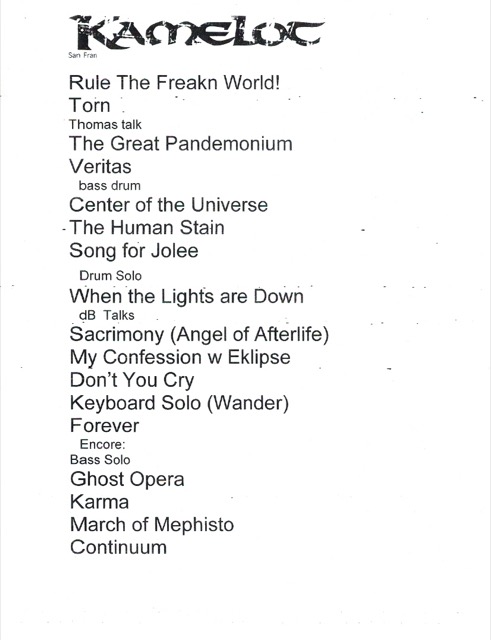 KAMELOT
San Fran
Rule The Freakn World!
Torn
Thomas talk
The Great Pandemonium
Veritas
bass drum
Center of the Universe
The Human Stain
Song for Jolee
Drum Solo
When the Lights are Down
dB Talks
Sacrimony (Angel of Afterlife)
My Confession w Eklipse
Don't You Cry
Keyboard Solo (Wander)
Forever
Encore:
Bass Solo
Ghost Opera
Karma
March of Mephisto
Continuum